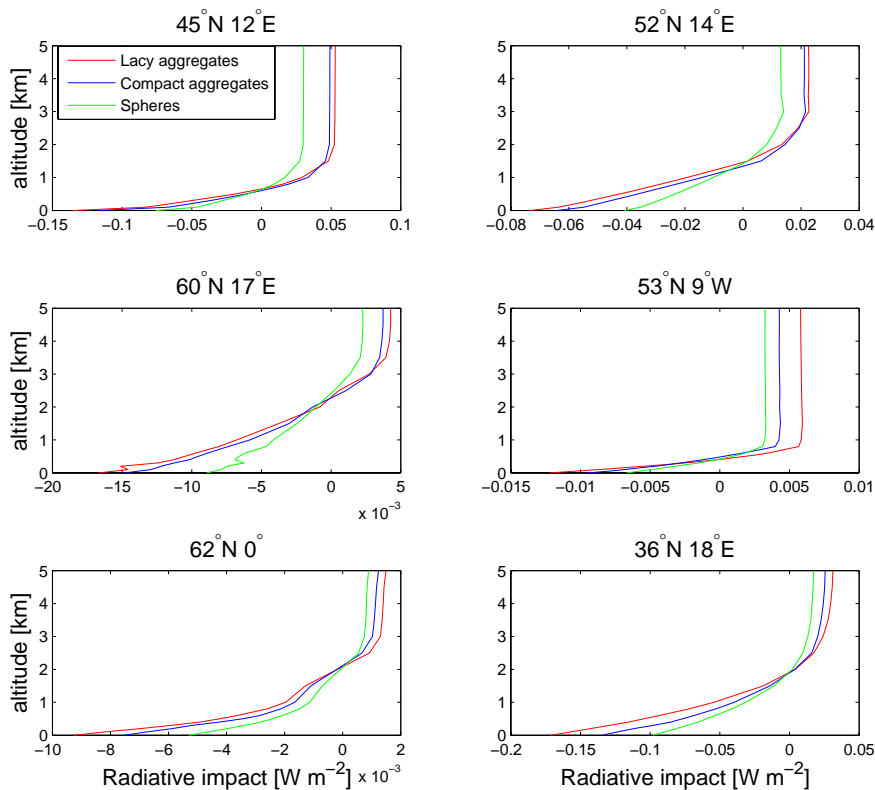 45°N 12°E
5
4
3
2
1
0
altitude [km]
Lacy aggregates
Compact aggregates
Spheres
−0.15 −0.1 −0.05 0 0.05 0.1
52°N 14°E
5
4
3
2
1
0
−0.08 −0.06 −0.04 −0.02 0 0.02 0.04
60°N 17°E
5
4
3
2
1
0
altitude [km]
−20 −15 −10 −5 0 5
x 10−3
53°N 9°W
5
4
3
2
1
0
−0.015 −0.01 −0.005 0 0.005 0.01
62°N 0°
5
4
3
2
1
0
altitude [km]
−10 −8 −6 −4 −2 0 2
Radiative impact [W m−2] x 10−3
36°N 18°E
5
4
3
2
1
0
−0.2 −0.15 −0.1 −0.05 0 0.05
Radiative impact [W m−2]